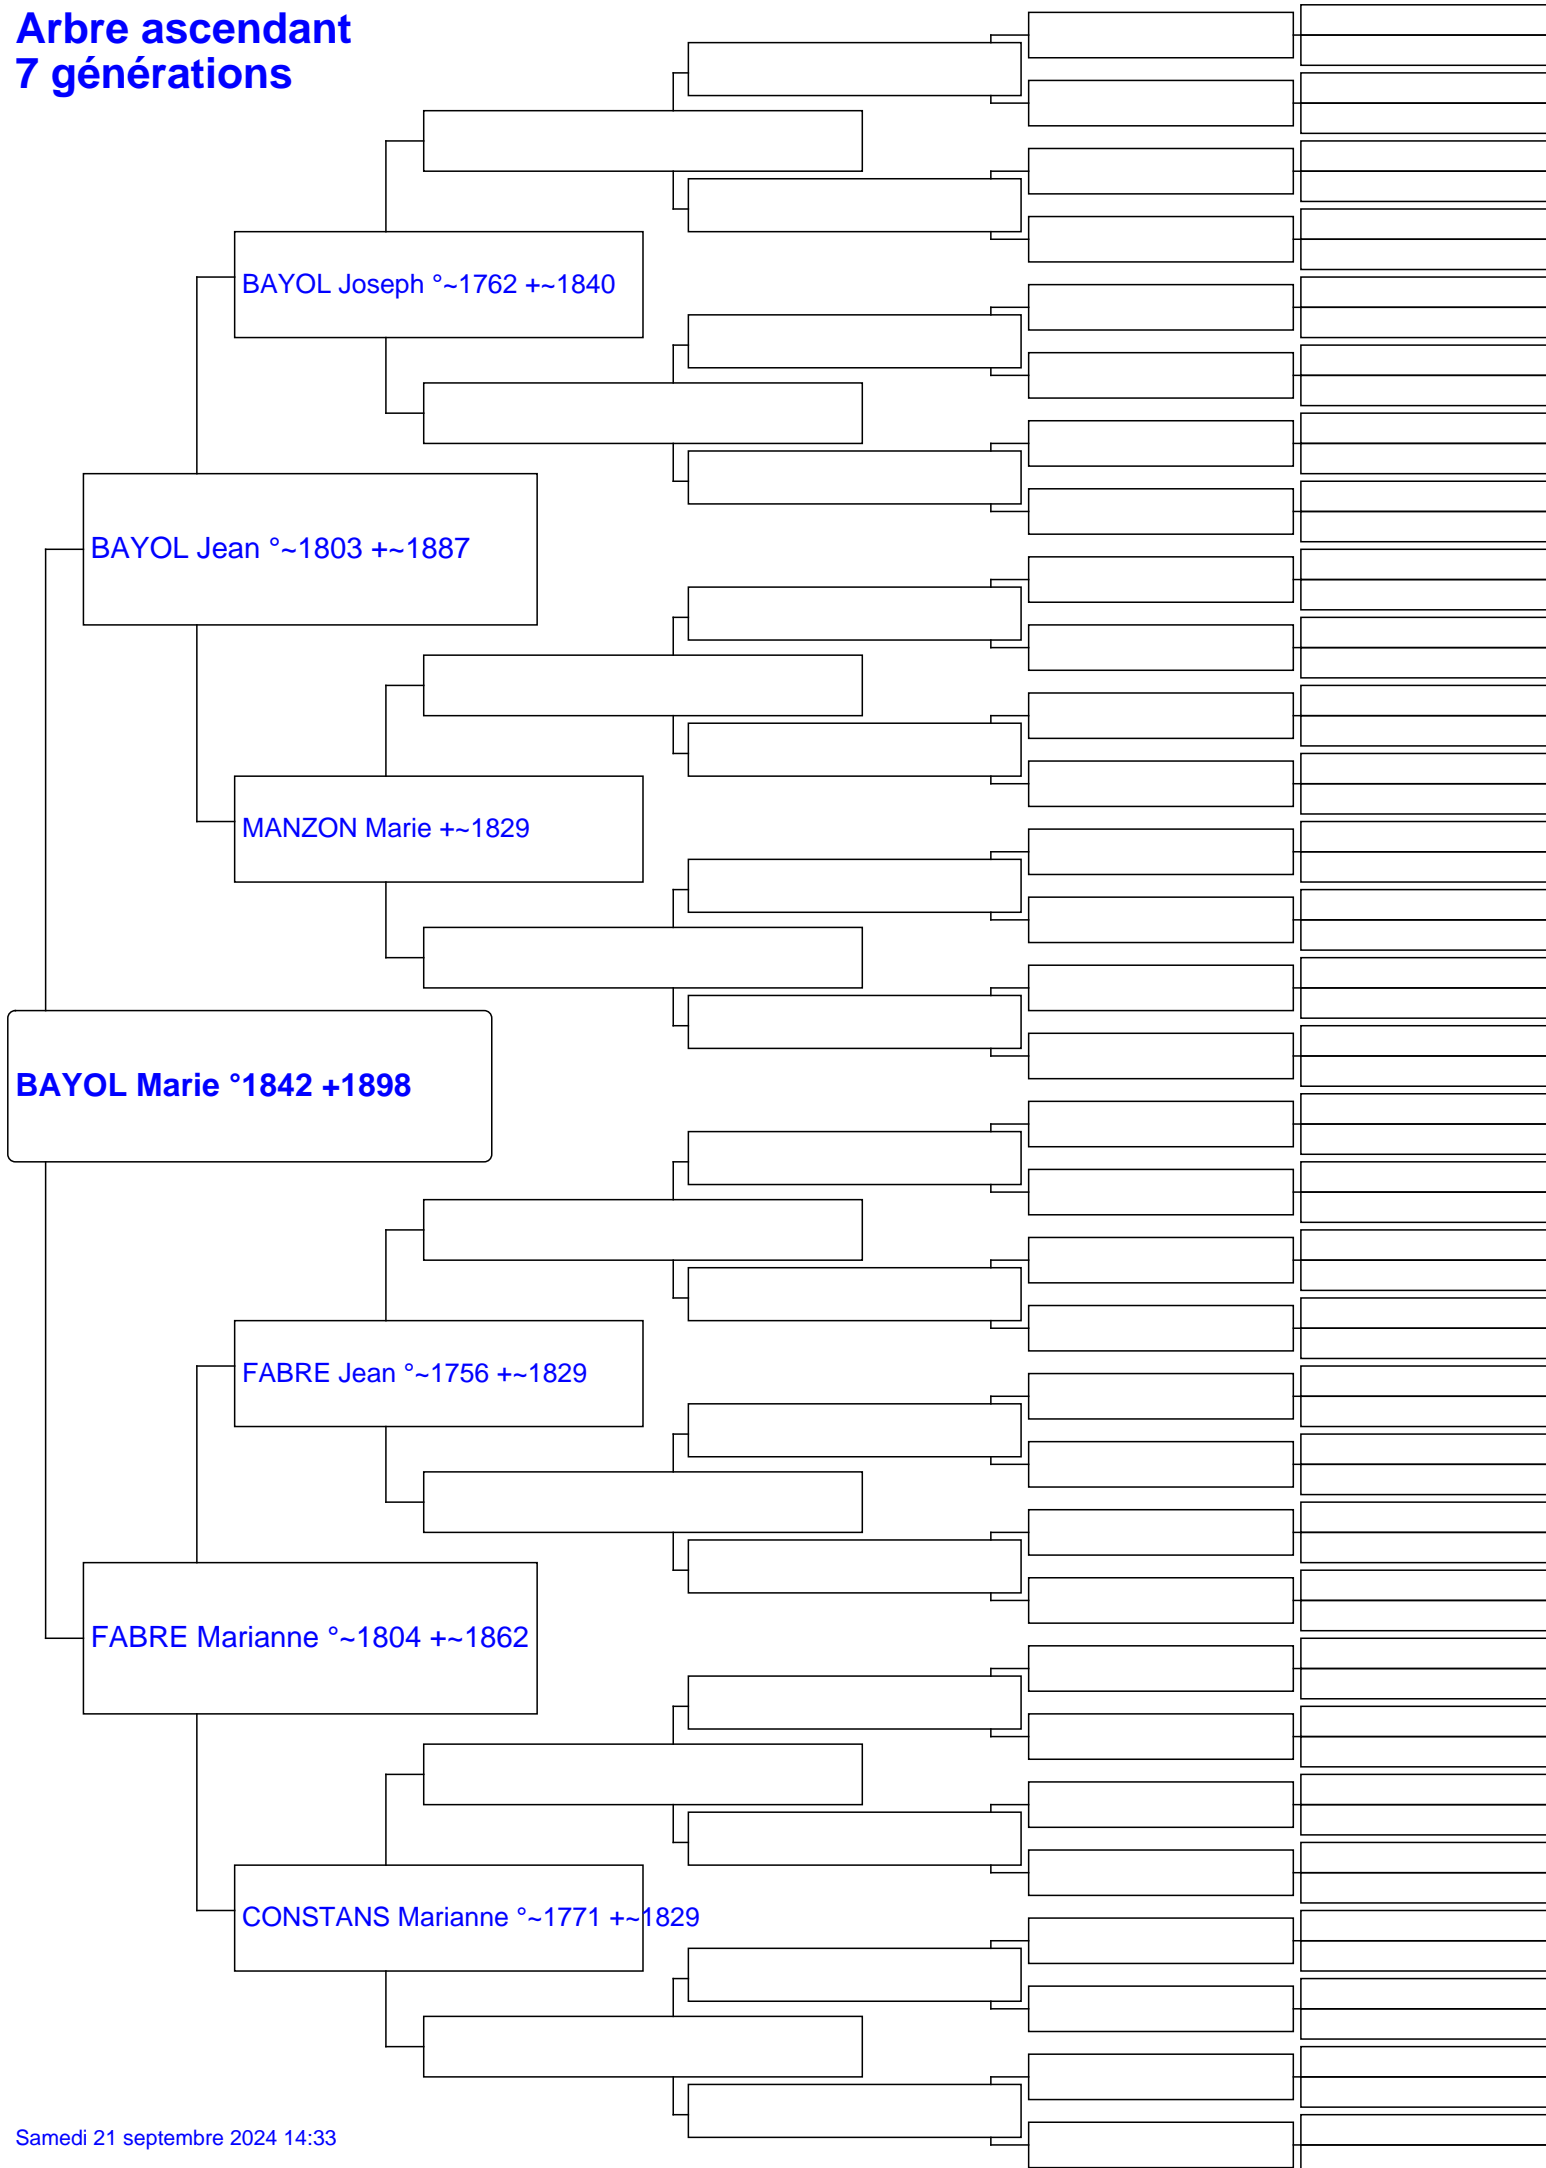 Arbre ascendant
7 générations
BAYOL Joseph °~1762 +~1840
BAYOL Jean °~1803 +~1887
MANZON Marie +~1829
BAYOL Marie °1842 +1898
FABRE Jean °~1756 +~1829
FABRE Marianne °~1804 +~1862
CONSTANS Marianne °~1771 +~1829
Samedi 21 septembre 2024 14:33